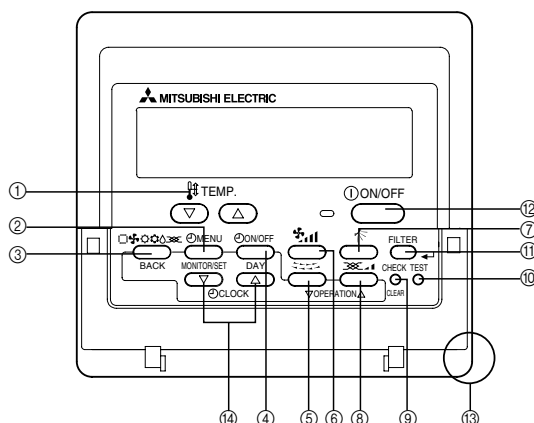 MITSUBISHI ELECTRIC
① TEMP. ON/OFF ⑫
② MENU ON/OFF ⑦
FILTER ⑪
③ BACK MONITOR/SET DAY CHECK TEST ⑩
CLOCK ▽OPERATION△ CLEAR
⑭ ④ ⑤ ⑥ ⑧ ⑨ ⑬